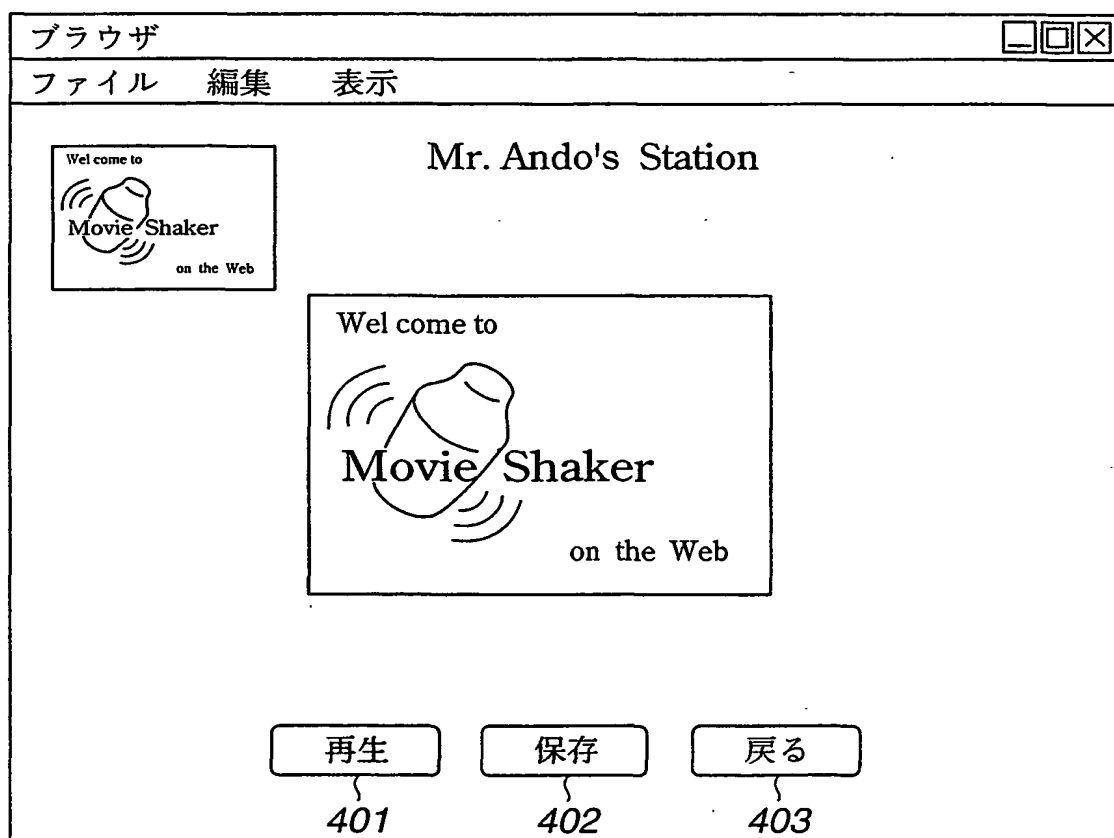 ブラウザ
ファイル 編集 表示
Wel come to
Movie Shaker
on the Web
Mr. Ando's Station
Wel come to
Movie Shaker
on the Web
再生 保存 戻る
401 402 403